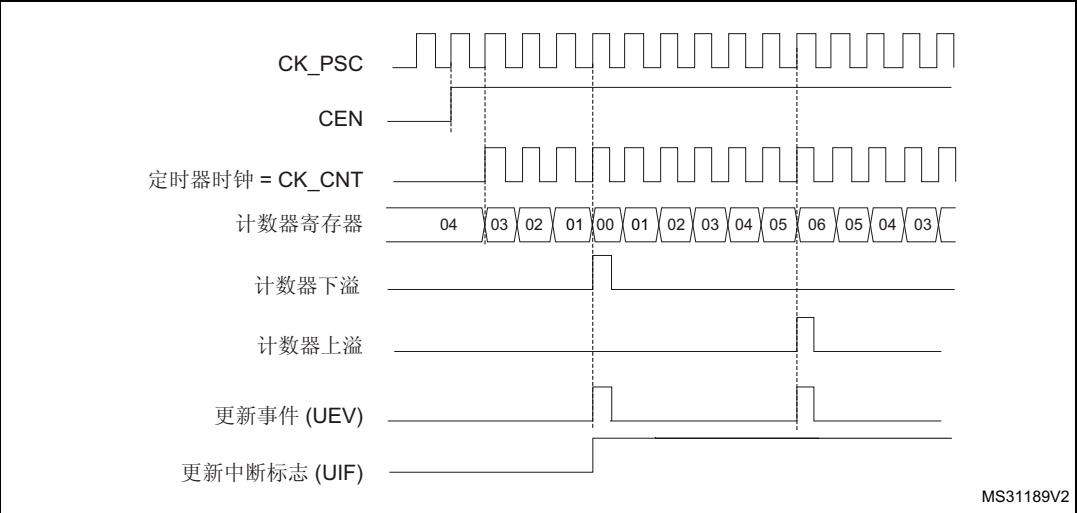 CK_PSC
CEN
定时器时钟 = CK_CNT
计数器寄存器 04 03 02 01 00 01 02 03 04 05 06 05 04 03
计数器下溢
计数器上溢
更新事件 (UEV)
更新中断标志 (UIF)
MS31189V2